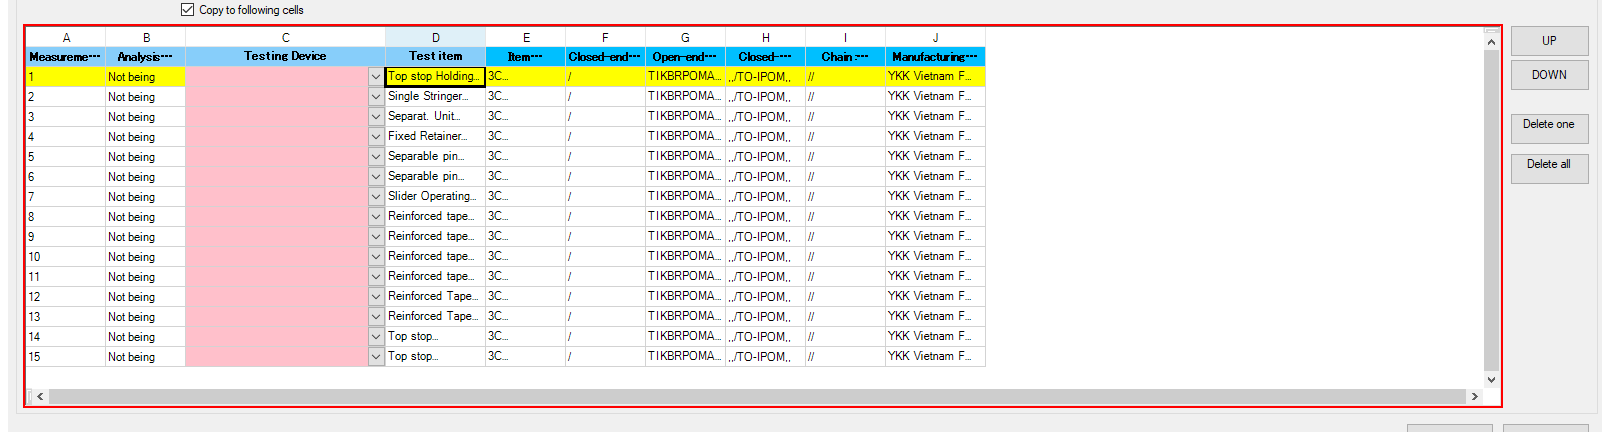 Copy to following cells
A B C D E F G H I J
Measureme--- Analysis--- Testing Device Test item Item--- Closed-end--- Open-end--- Closed---- Chain :--- Manufacturing---
1 Not being Top stop Holding... 3C... / TIKBRPOMA... ,,/TO-IPOM,, // YKK Vietnam F...
2 Not being Single Stringer... 3C... / TIKBRPOMA... ,,/TO-IPOM,, // YKK Vietnam F...
3 Not being Separat. Unit... 3C... / TIKBRPOMA... ,,/TO-IPOM,, // YKK Vietnam F...
4 Not being Fixed Retainer... 3C... / TIKBRPOMA... ,,/TO-IPOM,, // YKK Vietnam F...
5 Not being Separable pin... 3C... / TIKBRPOMA... ,,/TO-IPOM,, // YKK Vietnam F...
6 Not being Separable pin... 3C... / TIKBRPOMA... ,,/TO-IPOM,, // YKK Vietnam F...
7 Not being Slider Operating... 3C... / TIKBRPOMA... ,,/TO-IPOM,, // YKK Vietnam F...
8 Not being Reinforced tape... 3C... / TIKBRPOMA... ,,/TO-IPOM,, // YKK Vietnam F...
9 Not being Reinforced tape... 3C... / TIKBRPOMA... ,,/TO-IPOM,, // YKK Vietnam F...
10 Not being Reinforced tape... 3C... / TIKBRPOMA... ,,/TO-IPOM,, // YKK Vietnam F...
11 Not being Reinforced tape... 3C... / TIKBRPOMA... ,,/TO-IPOM,, // YKK Vietnam F...
12 Not being Reinforced Tape... 3C... / TIKBRPOMA... ,,/TO-IPOM,, // YKK Vietnam F...
13 Not being Reinforced Tape... 3C... / TIKBRPOMA... ,,/TO-IPOM,, // YKK Vietnam F...
14 Not being Top stop... 3C... / TIKBRPOMA... ,,/TO-IPOM,, // YKK Vietnam F...
15 Not being Top stop... 3C... / TIKBRPOMA... ,,/TO-IPOM,, // YKK Vietnam F...
UP
DOWN
Delete one
Delete all